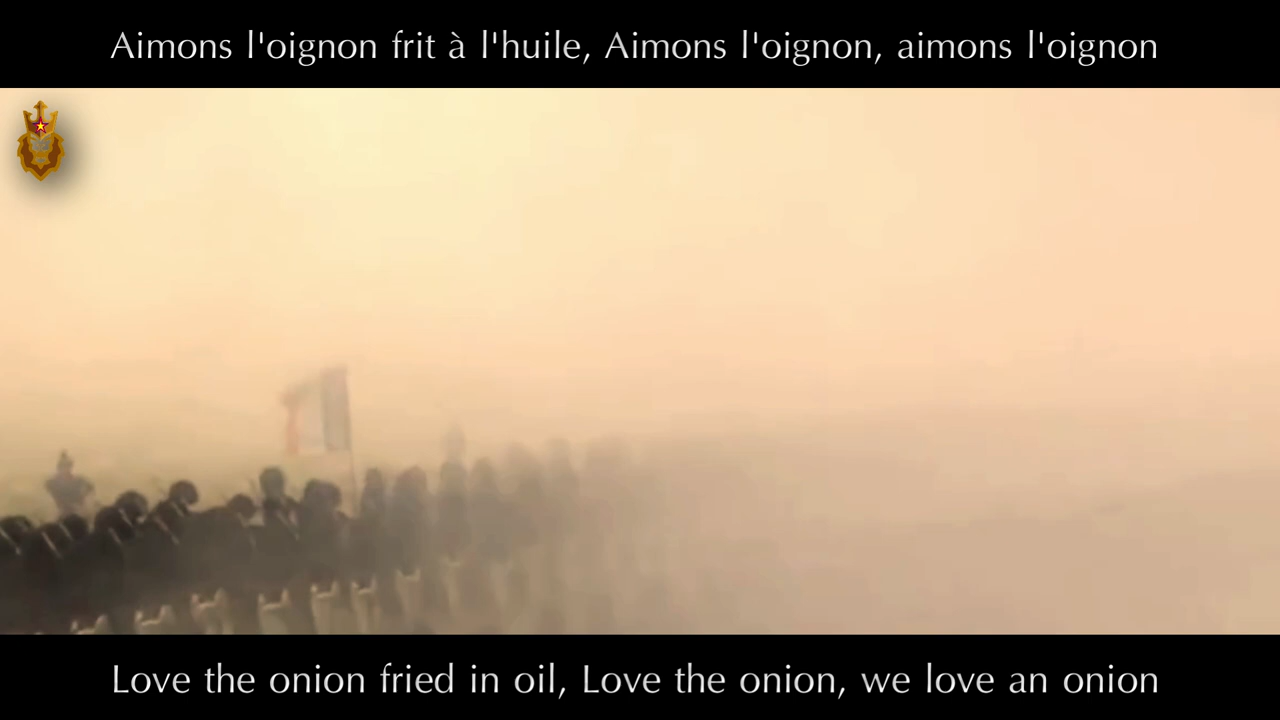 Aimons l'oignon frit à l'huile, Aimons l'oignon, aimons l'oignon
Love the onion fried in oil, Love the onion, we love an onion